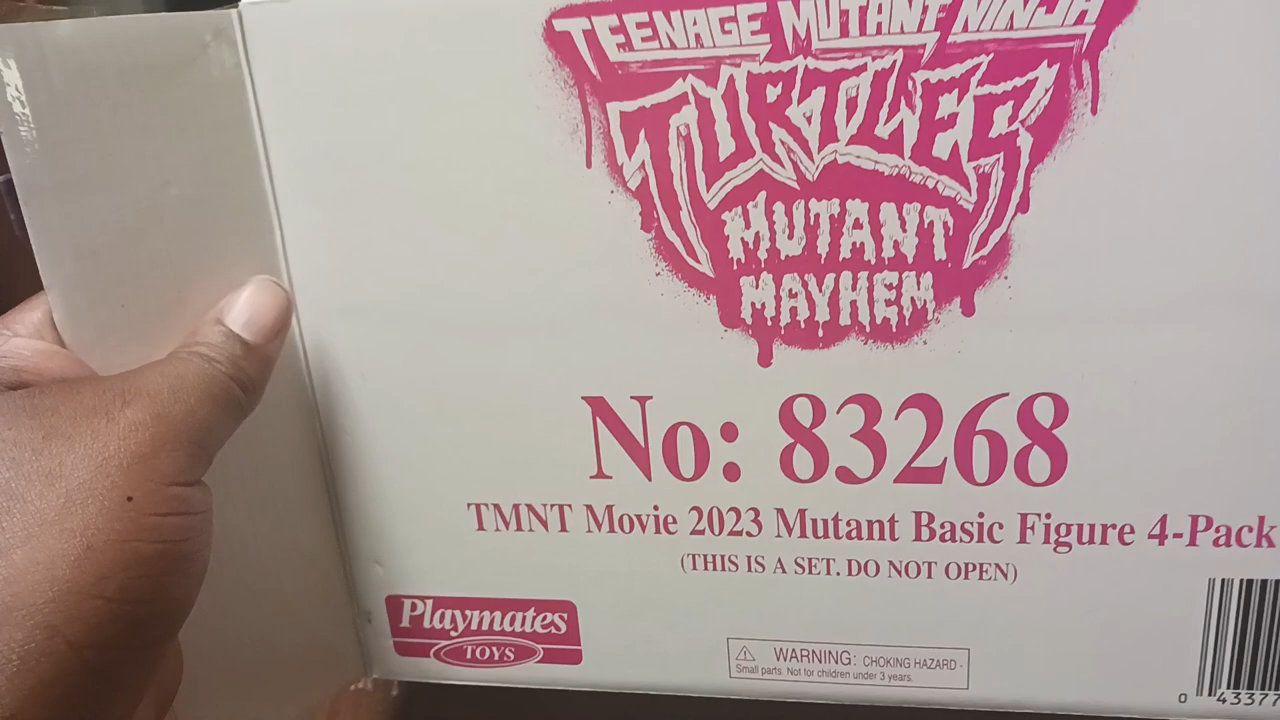 TEENAGE MUTANT NINJA
TURTLES
MUTANT
MAYHEM
No: 83268
TMNT Movie 2023 Mutant Basic Figure 4-Pack
(THIS IS A SET. DO NOT OPEN)
Playmates
TOYS
WARNING: CHOKING HAZARD -
Small parts. Not for children under 3 years.
0 43377